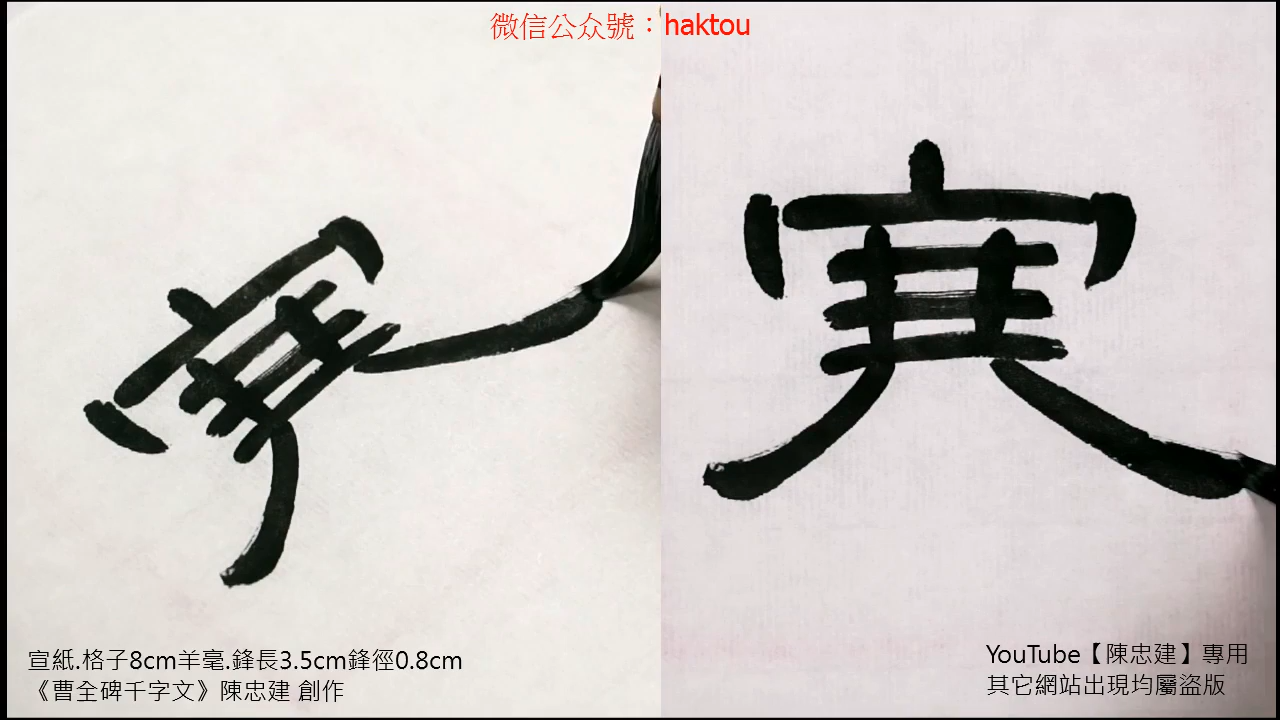 微信公众號：haktou
宣紙.格子8cm羊毫.鋒長3.5cm鋒徑0.8cm
《曹全碑千字文》陳忠建 創作
YouTube【陳忠建】專用
其它網站出現均屬盜版